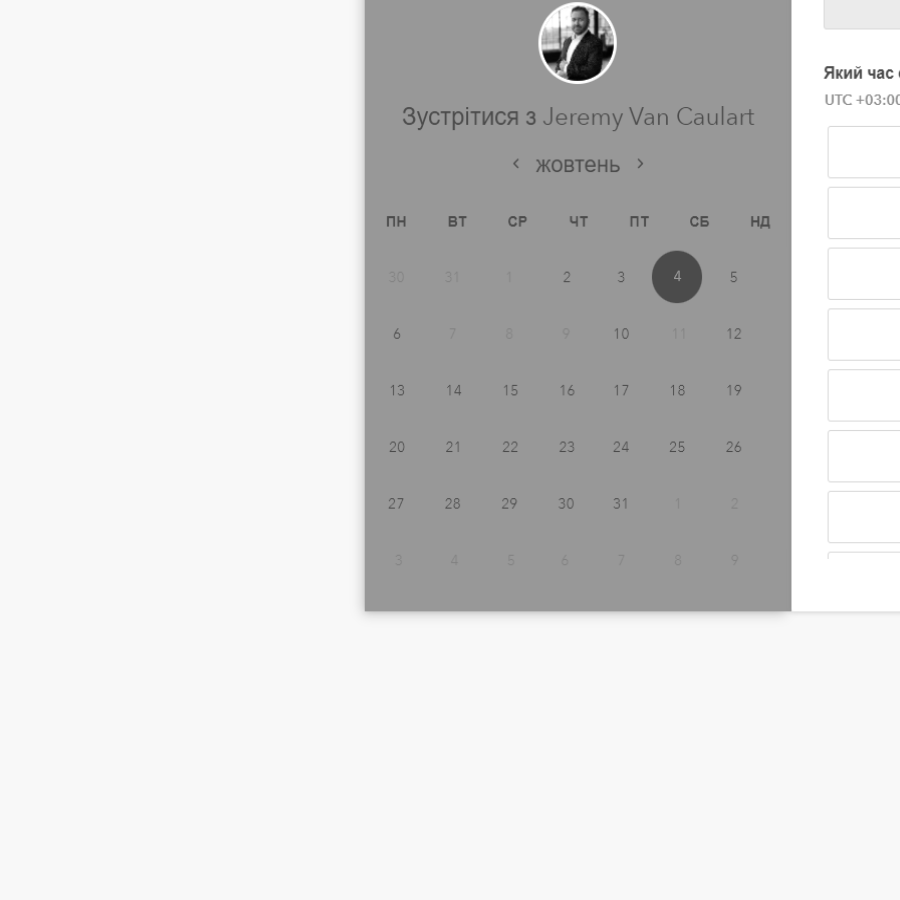 Зустрітися з Jeremy Van Caulart
‹ жовтень ›
ПН ВТ СР ЧТ ПТ СБ НД
30 31 1 2 3 4 5
6 7 8 9 10 11 12
13 14 15 16 17 18 19
20 21 22 23 24 25 26
27 28 29 30 31 1 2
3 4 5 6 7 8 9
Який час
UTC +03:00